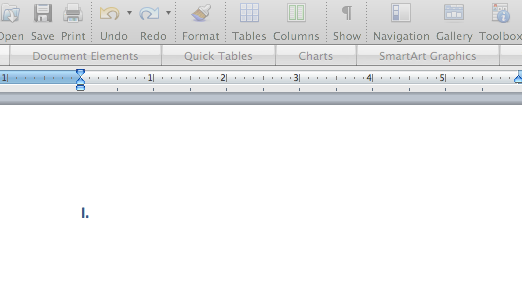 Open Save Print Undo Redo Format Tables Columns Show Navigation Gallery Toolbox
Document Elements Quick Tables Charts SmartArt Graphics
1 1 2 3 4 5
I.